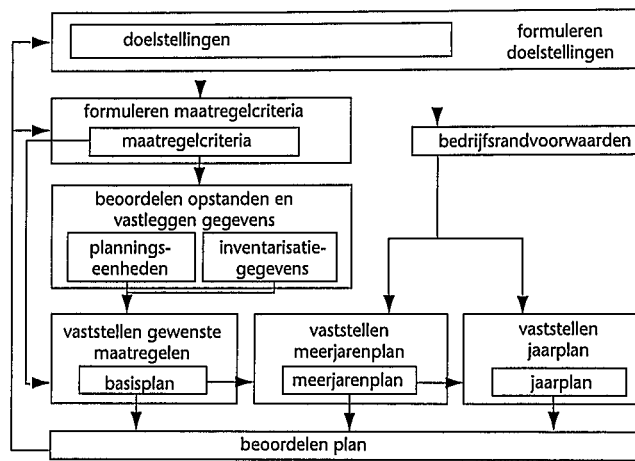 doelstellingen
formuleren
doelstellingen
formuleren maatregelcriteria
maatregelcriteria
bedrijfsrandvoorwaarden
beoordelen opstanden en
vastleggen gegevens
plannings-
eenheden
inventarisatie-
gegevens
vaststellen gewenste
maatregelen
basisplan
vaststellen
meerjarenplan
meerjarenplan
vaststellen
jaarplan
jaarplan
beoordelen plan